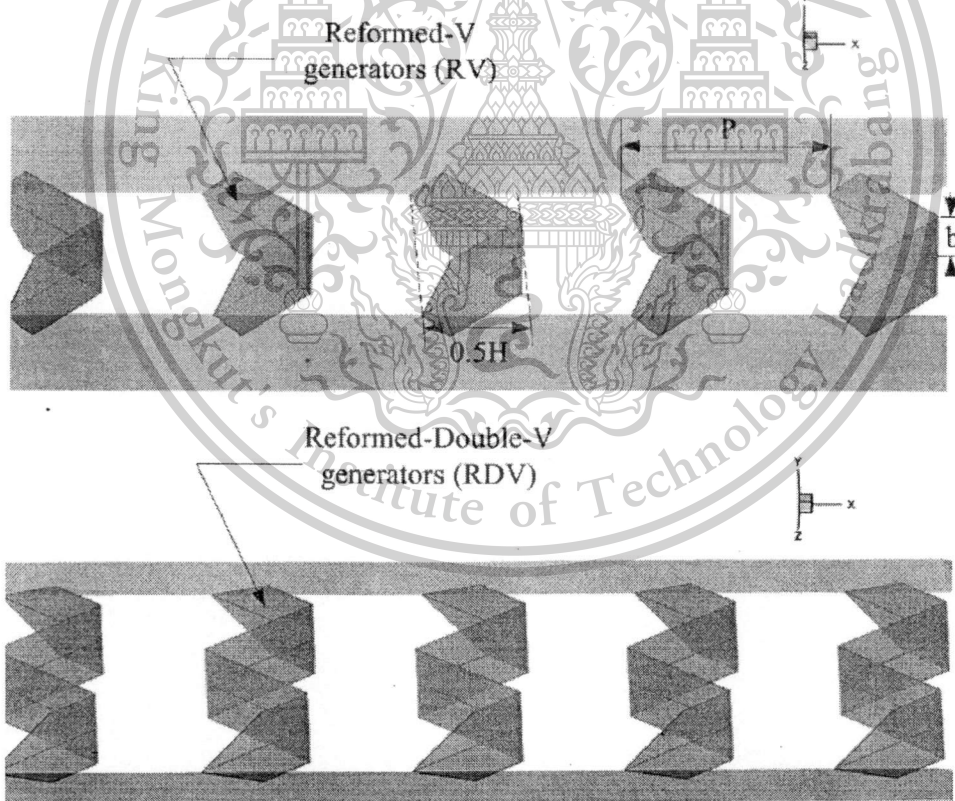 Reformed-V
generators (RV)
x
z
P
b
0.5H
Reformed-Double-V
generators (RDV)
Y
x
z
King Mongkut's Institute of Technology Ladkrabang